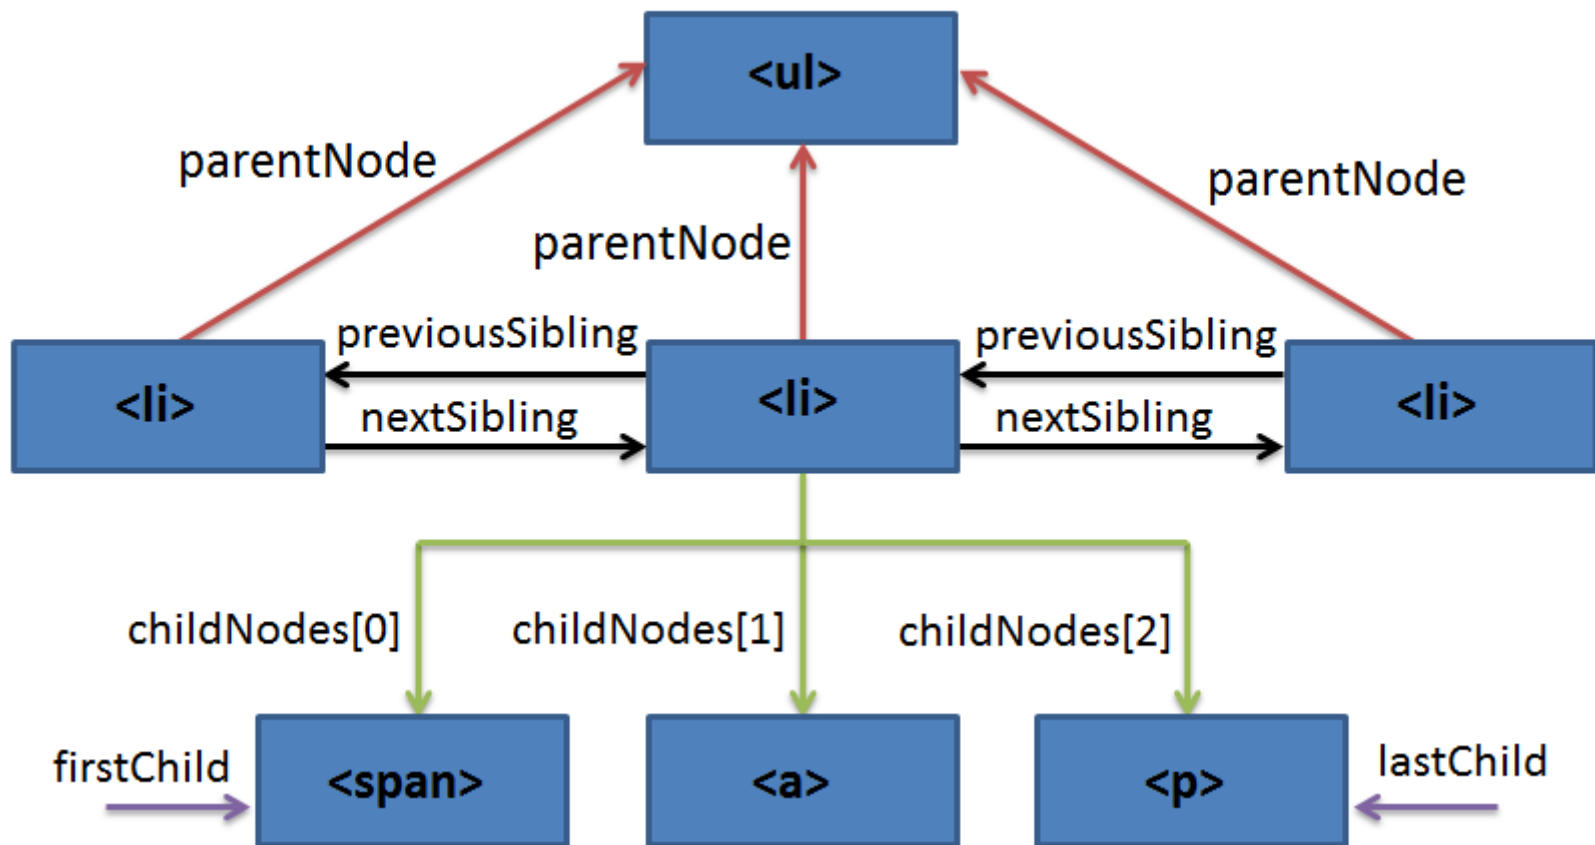 <ul>
parentNode
parentNode
parentNode
previousSibling
previousSibling
<li>
<li>
<li>
nextSibling
nextSibling
childNodes[0]
childNodes[1]
childNodes[2]
firstChild
<span>
<a>
<p>
lastChild